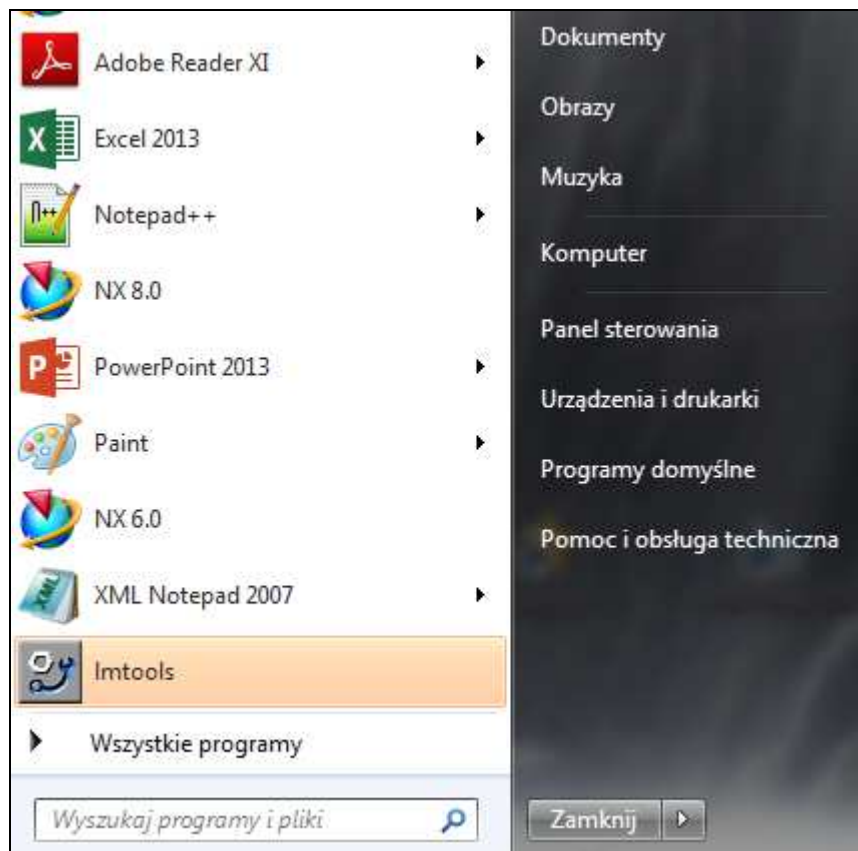 Adobe Reader XI
Excel 2013
Notepad++
NX 8.0
PowerPoint 2013
Paint
NX 6.0
XML Notepad 2007
lmtools
Wszystkie programy
Wyszukaj programy i pliki
Dokumenty
Obrazy
Muzyka
Komputer
Panel sterowania
Urządzenia i drukarki
Programy domyślne
Pomoc i obsługa techniczna
Zamknij